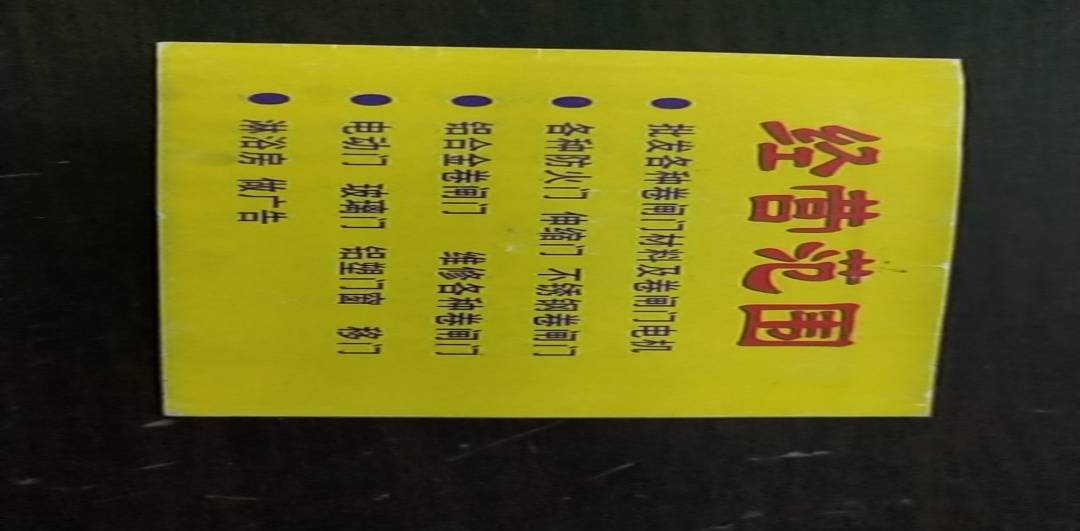 经营范围
批发各种卷闸门材料及卷闸门电机
各种防火门 伸缩门 不锈钢卷闸门
铝合金卷闸门 维修各种卷闸门
电动门 玻璃门 铝塑门窗 移门
淋浴房 做广告